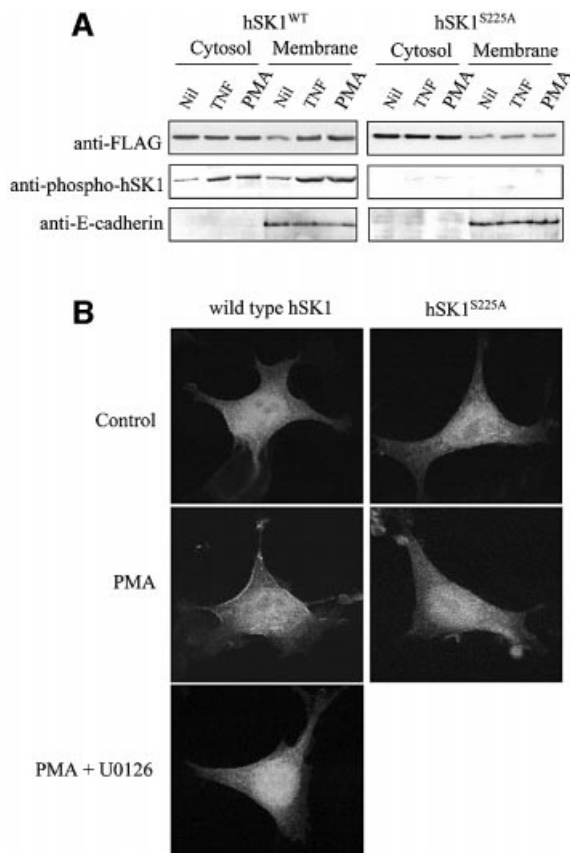 A
hSK1WT hSK1S225A
Cytosol Membrane Cytosol Membrane
Nil TNF PMA Nil TNF PMA Nil TNF PMA Nil TNF PMA
anti-FLAG
anti-phospho-hSK1
anti-E-cadherin
B
wild type hSK1 hSK1S225A
Control
PMA
PMA + U0126